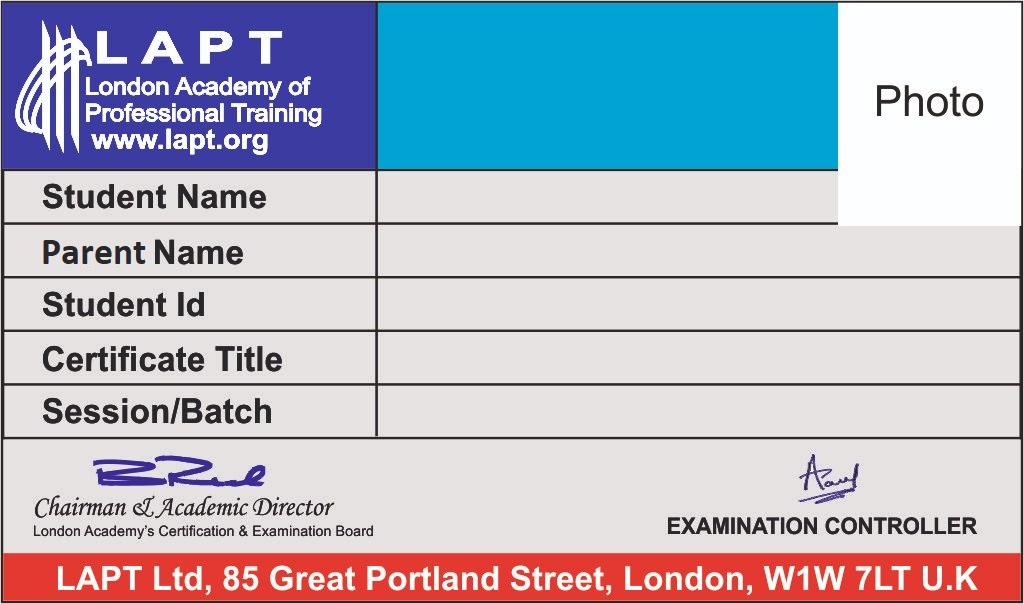 LAPT
London Academy of
Professional Training
www.lapt.org
Photo
Student Name
Parent Name
Student Id
Certificate Title
Session/Batch
Chairman & Academic Director
London Academy's Certification & Examination Board
EXAMINATION CONTROLLER
LAPT Ltd, 85 Great Portland Street, London, W1W 7LT U.K